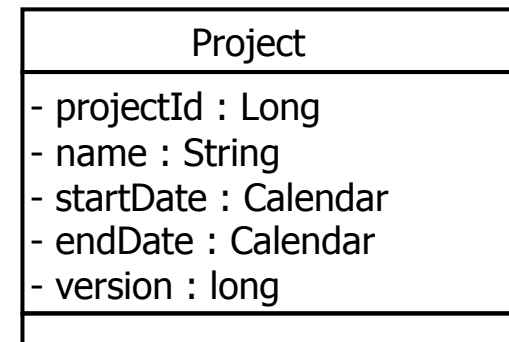 Project
- projectId : Long
- name : String
- startDate : Calendar
- endDate : Calendar
- version : long